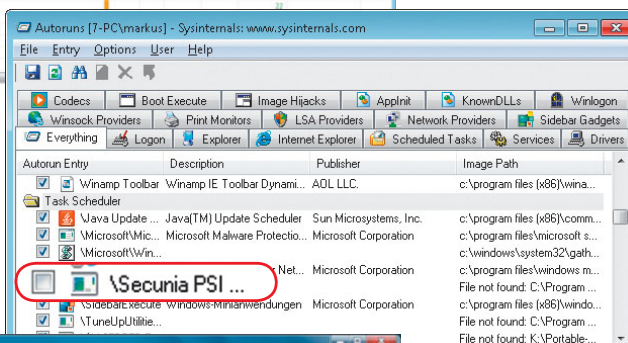 Autoruns [7-PC\markus] - Sysinternals: www.sysinternals.com
File Entry Options User Help
Codecs Boot Execute Image Hijacks AppInit KnownDLLs Winlogon
Winsock Providers Print Monitors LSA Providers Network Providers Sidebar Gadgets
Everything Logon Explorer Internet Explorer Scheduled Tasks Services Drivers
Autorun Entry Description Publisher Image Path
Winamp Toolbar Winamp IE Toolbar Dynami... AOL LLC. c:\program files (x86)\wina...
Task Scheduler
\Java Update ... Java(TM) Update Scheduler Sun Microsystems, Inc. c:\program files (x86)\comm...
\Microsoft\Mic... Microsoft Malware Protectio... Microsoft Corporation c:\program files\microsoft s...
\Microsoft\Win... c:\windows\system32\gath...
Net... Microsoft Corporation c:\program files\windows m...
\Secunia PSI ... File not found: C:\Program ...
\SidebarExecute Windows-Minianwendungen Microsoft Corporation c:\program files (x86)\windo...
\TuneUpUtilitie... File not found: C:\Program ...
File not found: K:\Portable-...